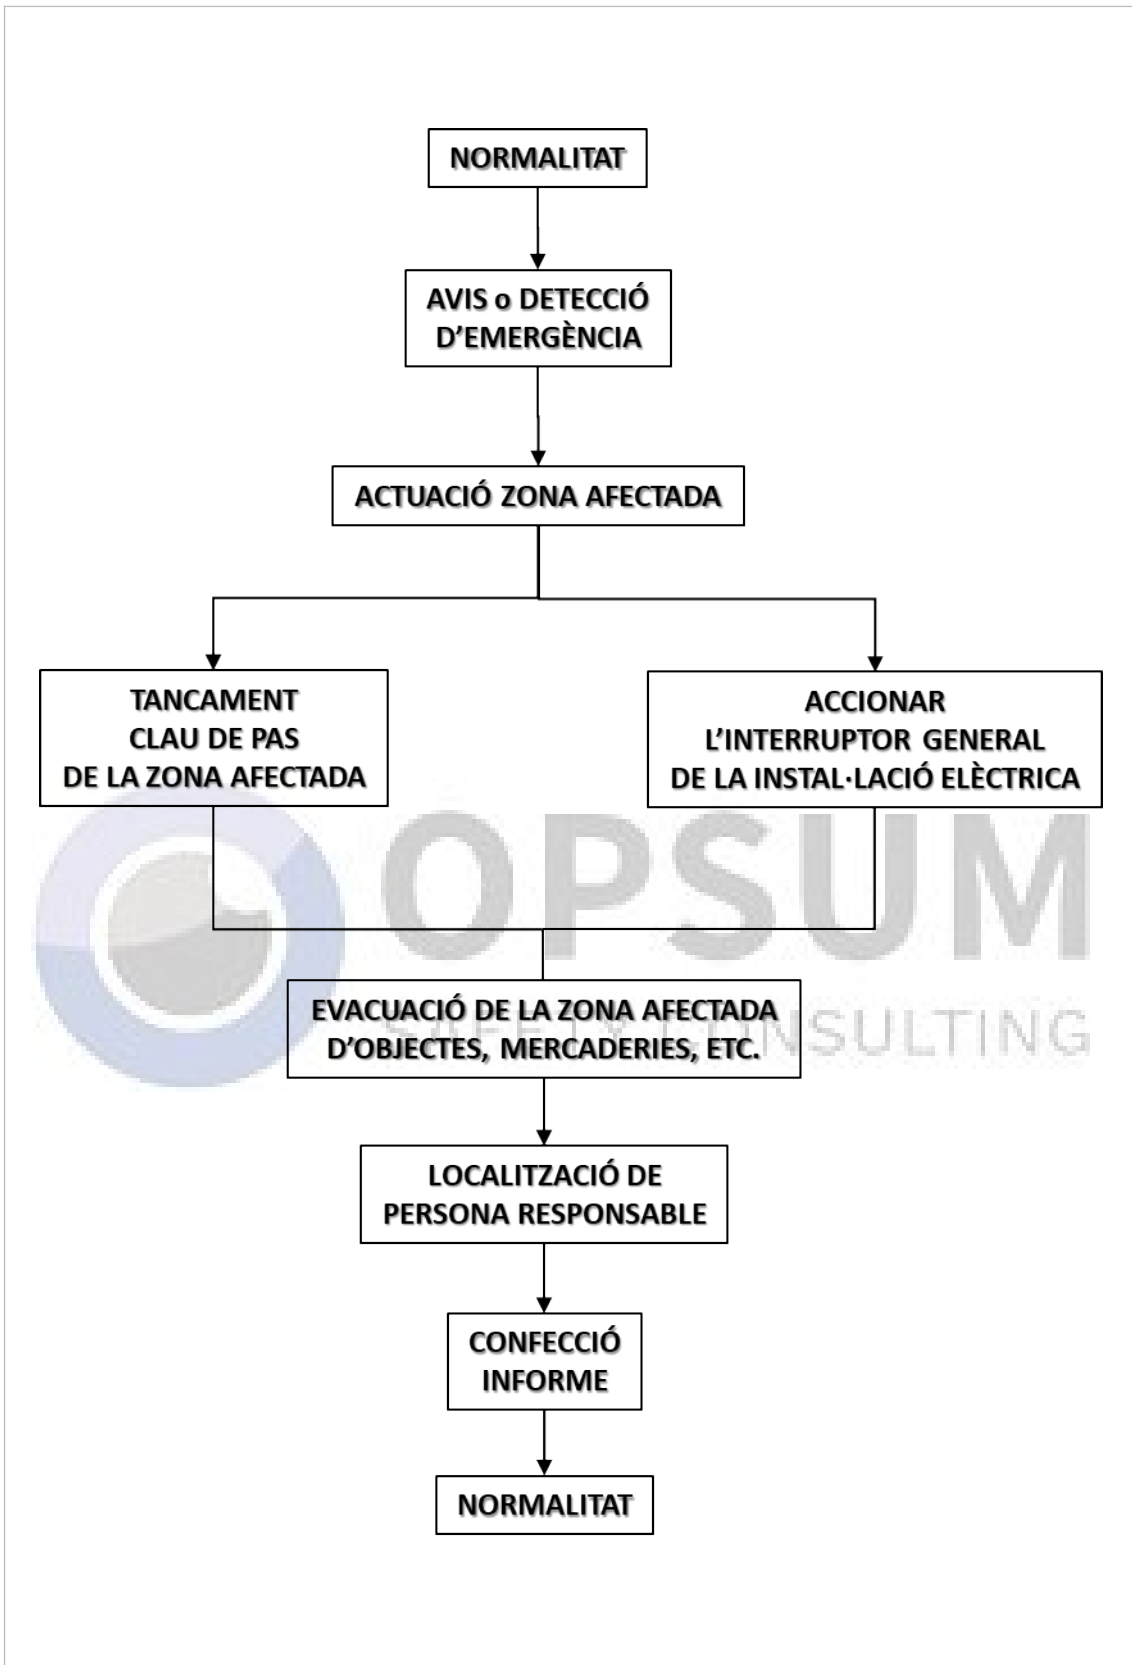 NORMALITAT
AVIS o DETECCIÓ
D'EMERGÈNCIA
ACTUACIÓ ZONA AFECTADA
TANCAMENT
CLAU DE PAS
DE LA ZONA AFECTADA
ACCIONAR
L'INTERRUPTOR GENERAL
DE LA INSTAL·LACIÓ ELÈCTRICA
OPSUM
SAFETY CONSULTING
EVACUACIÓ DE LA ZONA AFECTADA
D'OBJECTES, MERCADERIES, ETC.
LOCALITZACIÓ DE
PERSONA RESPONSABLE
CONFECCIÓ
INFORME
NORMALITAT